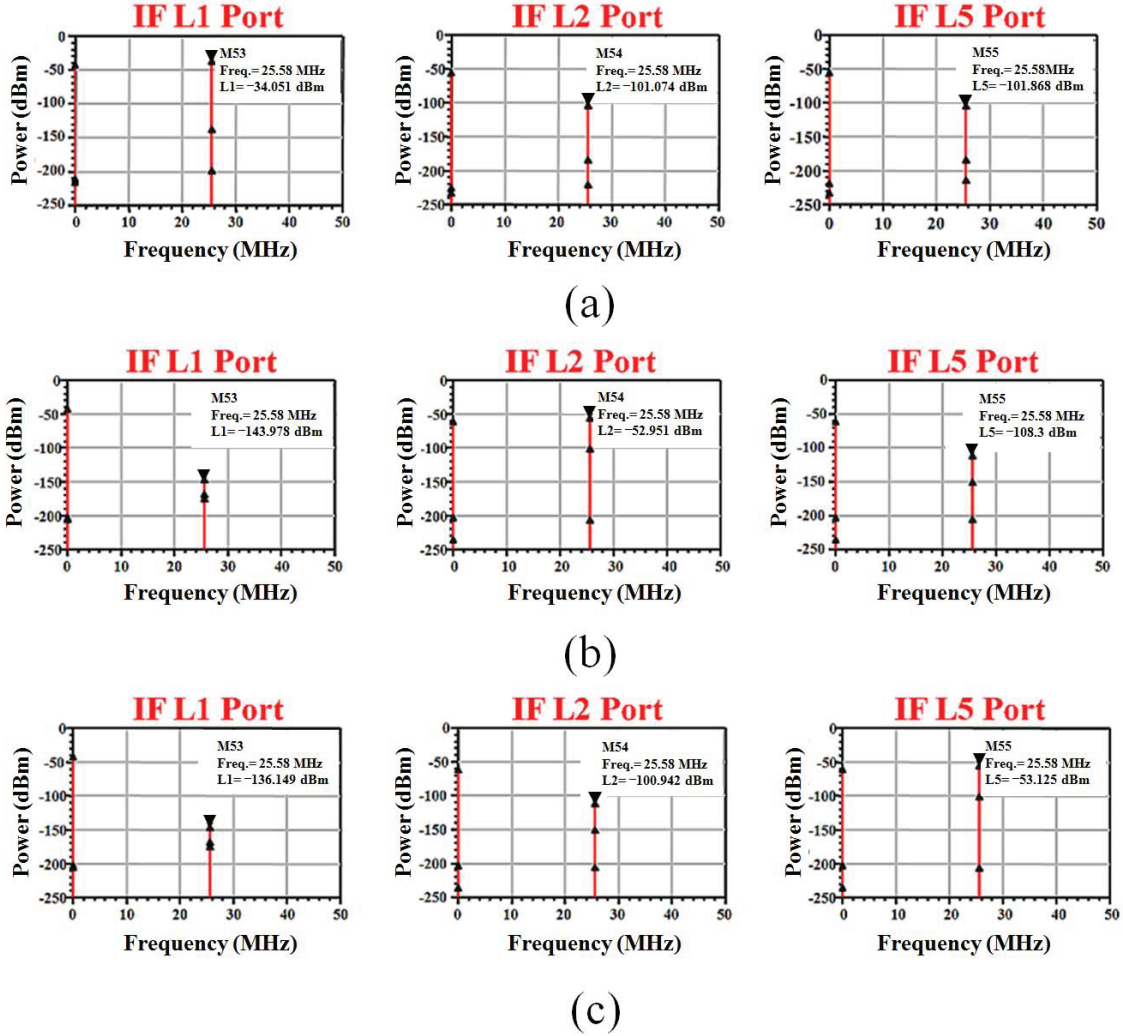 IF L1 Port
IF L2 Port
IF L5 Port
Power (dBm)
0
-50
-100
-150
-200
-250
M53
Freq.= 25.58 MHz
L1= −34.051 dBm
0 10 20 30 40 50
Frequency (MHz)
Power (dBm)
0
-50
-100
-150
-200
-250
M54
Freq.= 25.58 MHz
L2= −101.074 dBm
0 10 20 30 40 50
Frequency (MHz)
Power (dBm)
0
-50
-100
-150
-200
-250
M55
Freq.= 25.58MHz
L5= −101.868 dBm
0 10 20 30 40 50
Frequency (MHz)
(a)
IF L1 Port
IF L2 Port
IF L5 Port
Power (dBm)
0
-50
-100
-150
-200
-250
M53
Freq.= 25.58 MHz
L1= −143.978 dBm
0 10 20 30 40 50
Frequency (MHz)
Power (dBm)
0
-50
-100
-150
-200
-250
M54
Freq.= 25.58 MHz
L2= −52.951 dBm
0 10 20 30 40 50
Frequency (MHz)
Power (dBm)
0
-50
-100
-150
-200
-250
M55
Freq.= 25.58 MHz
L5= −108.3 dBm
0 10 20 30 40 50
Frequency (MHz)
(b)
IF L1 Port
IF L2 Port
IF L5 Port
Power (dBm)
0
-50
-100
-150
-200
-250
M53
Freq.= 25.58 MHz
L1= −136.149 dBm
0 10 20 30 40 50
Frequency (MHz)
Power (dBm)
0
-50
-100
-150
-200
-250
M54
Freq.= 25.58 MHz
L2= −100.942 dBm
0 10 20 30 40 50
Frequency (MHz)
Power (dBm)
0
-50
-100
-150
-200
-250
M55
Freq.= 25.58 MHz
L5= −53.125 dBm
0 10 20 30 40 50
Frequency (MHz)
(c)